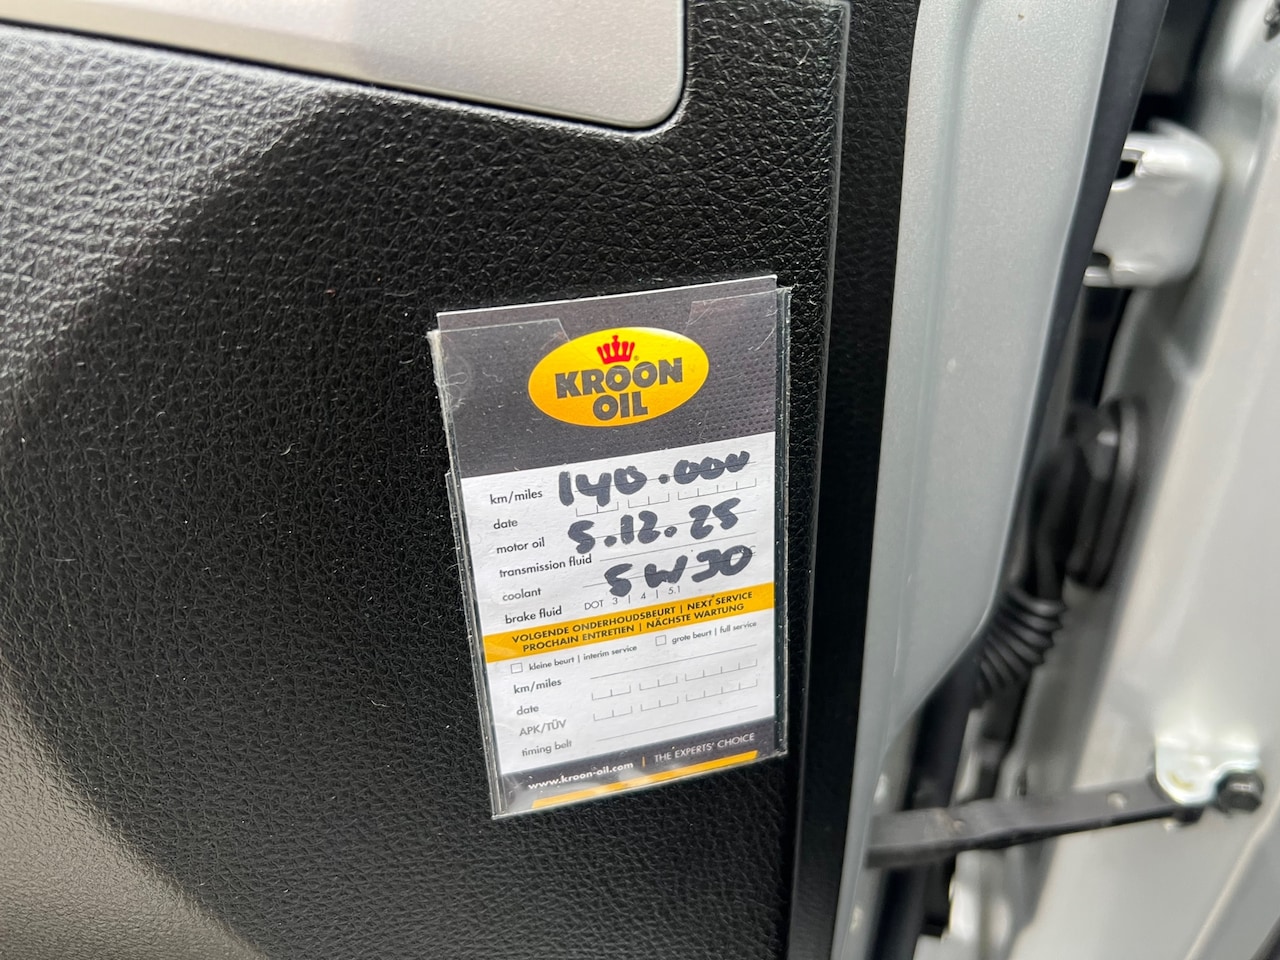 KROON
OIL
km/miles 140.000
date
motor oil 5.12.25
transmission fluid
coolant 5W30
brake fluid DOT 3 | 4 | 5.1
VOLGENDE ONDERHOUDSBEURT | NEXT SERVICE
PROCHAIN ENTRETIEN | NÄCHSTE WARTUNG
kleine beurt | interim service grote beurt | full service
km/miles
date
APK/TÜV
timing belt
www.kroon-oil.com | THE EXPERTS' CHOICE